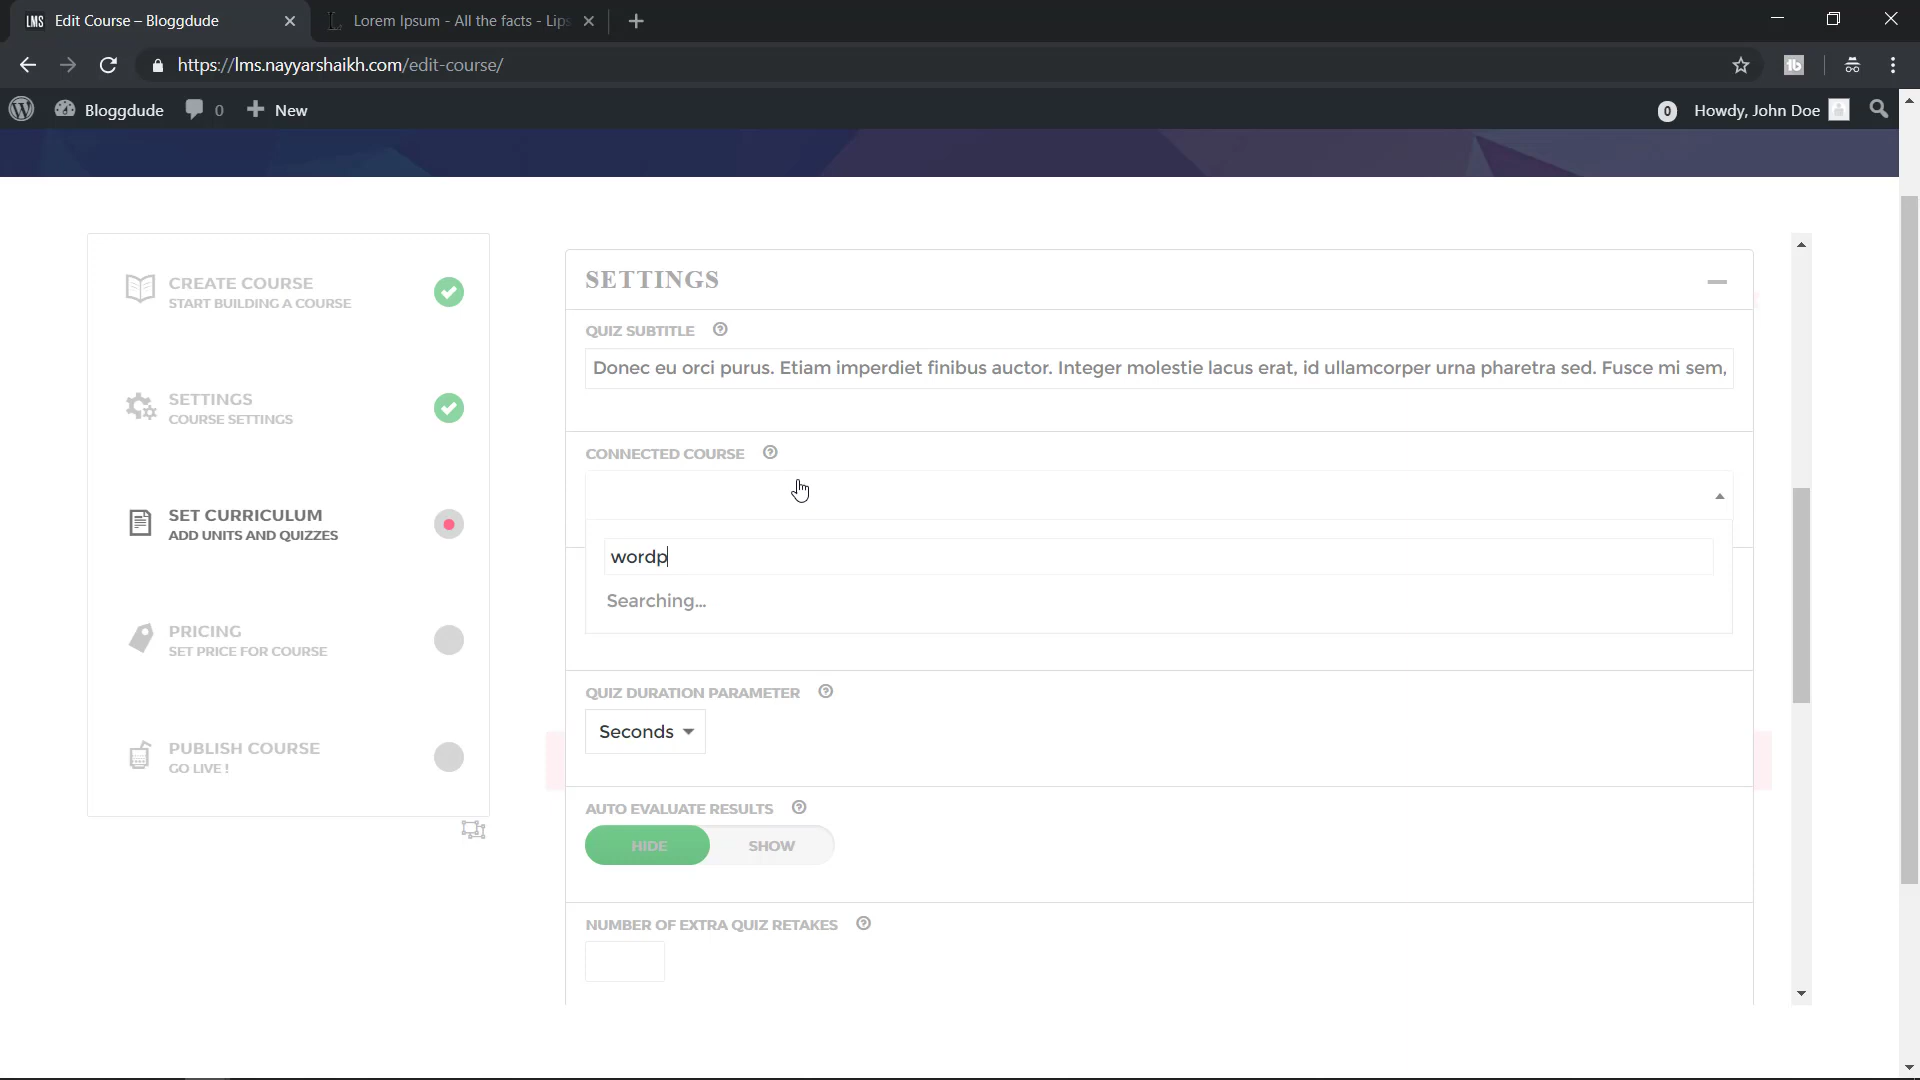 LMS Edit Course – Bloggdude
Lorem Ipsum - All the facts - Lips
https://lms.nayyarshaikh.com/edit-course/
Bloggdude 0 New
0 Howdy, John Doe
CREATE COURSE
START BUILDING A COURSE
SETTINGS
COURSE SETTINGS
SET CURRICULUM
ADD UNITS AND QUIZZES
PRICING
SET PRICE FOR COURSE
PUBLISH COURSE
GO LIVE !
SETTINGS
QUIZ SUBTITLE
Donec eu orci purus. Etiam imperdiet finibus auctor. Integer molestie lacus erat, id ullamcorper urna pharetra sed. Fusce mi sem,
CONNECTED COURSE
wordp
Searching...
QUIZ DURATION PARAMETER
Seconds
AUTO EVALUATE RESULTS
HIDE SHOW
NUMBER OF EXTRA QUIZ RETAKES